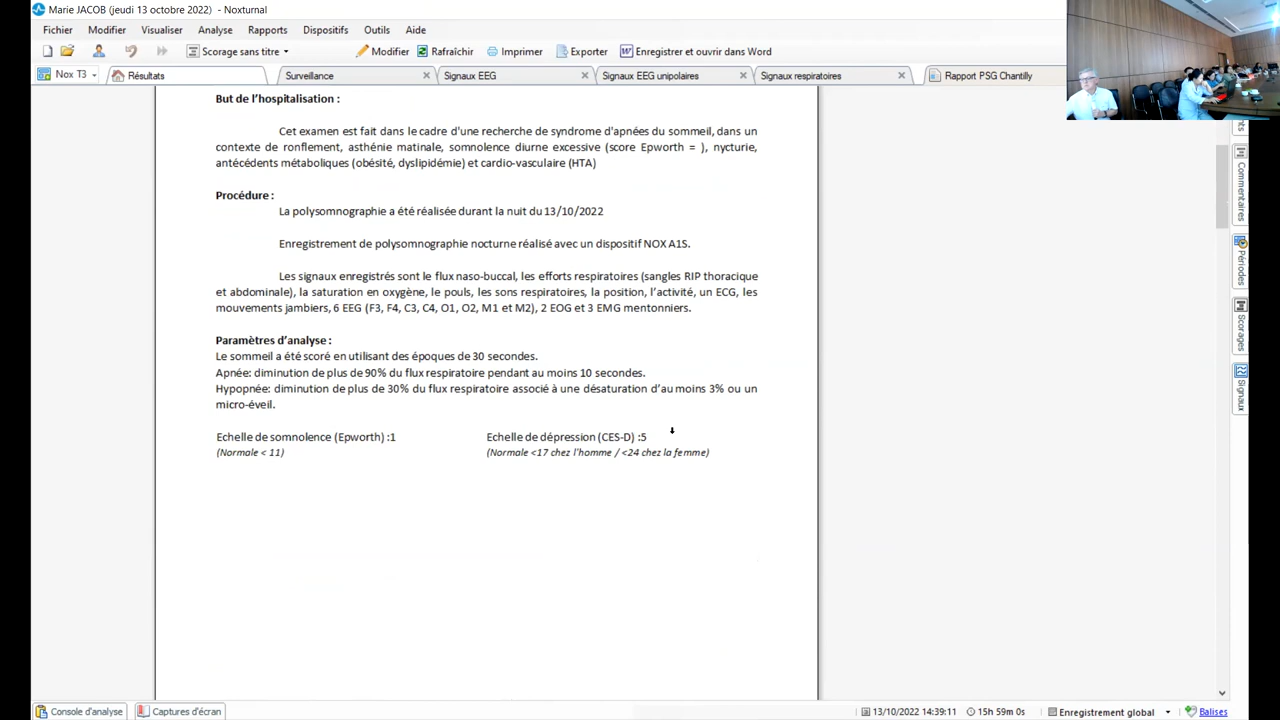 Marie JACOB (jeudi 13 octobre 2022) - Noxturnal
Fichier Modifier Visualiser Analyse Rapports Dispositifs Outils Aide
Scorage sans titre Modifier Rafraîchir Imprimer Exporter Enregistrer et ouvrir dans Word
Nox T3 Résultats Surveillance Signaux EEG Signaux EEG unipolaires Signaux respiratoires Rapport PSG Chantilly
But de l'hospitalisation :
Cet examen est fait dans le cadre d'une recherche de syndrome d'apnées du sommeil, dans un
contexte de ronflement, asthénie matinale, somnolence diurne excessive (score Epworth = ), nycturie,
antécédents métaboliques (obésité, dyslipidémie) et cardio-vasculaire (HTA)
Procédure :
La polysomnographie a été réalisée durant la nuit du 13/10/2022
Enregistrement de polysomnographie nocturne réalisé avec un dispositif NOX A1S.
Les signaux enregistrés sont le flux naso-buccal, les efforts respiratoires (sangles RIP thoracique
et abdominale), la saturation en oxygène, le pouls, les sons respiratoires, la position, l'activité, un ECG, les
mouvements jambiers, 6 EEG (F3, F4, C3, C4, O1, O2, M1 et M2), 2 EOG et 3 EMG mentonniers.
Paramètres d'analyse :
Le sommeil a été scoré en utilisant des époques de 30 secondes.
Apnée: diminution de plus de 90% du flux respiratoire pendant au moins 10 secondes.
Hypopnée: diminution de plus de 30% du flux respiratoire associé à une désaturation d'au moins 3% ou un
micro-éveil.
Echelle de somnolence (Epworth) :1 Echelle de dépression (CES-D) :5
(Normale < 11) (Normale <17 chez l'homme / <24 chez la femme)
Commentaires
Périodes
Scorages
Signaux
Console d'analyse Captures d'écran 13/10/2022 14:39:11 15h 59m 0s Enregistrement global Balises